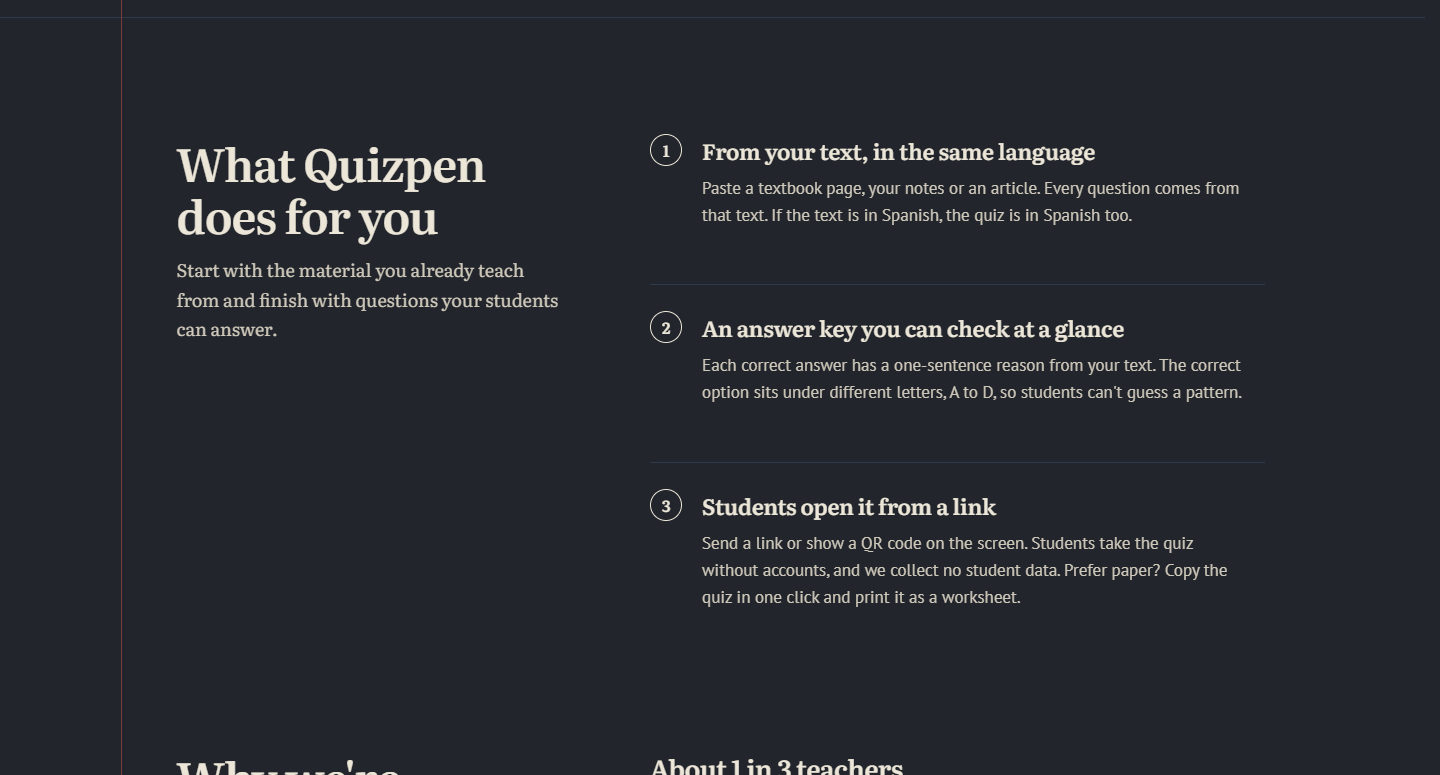 What Quizpen
does for you
Start with the material you already teach
from and finish with questions your students
can answer.
1
From your text, in the same language
Paste a textbook page, your notes or an article. Every question comes from
that text. If the text is in Spanish, the quiz is in Spanish too.
2
An answer key you can check at a glance
Each correct answer has a one-sentence reason from your text. The correct
option sits under different letters, A to D, so students can't guess a pattern.
3
Students open it from a link
Send a link or show a QR code on the screen. Students take the quiz
without accounts, and we collect no student data. Prefer paper? Copy the
quiz in one click and print it as a worksheet.
Why we're
About 1 in 3 teachers